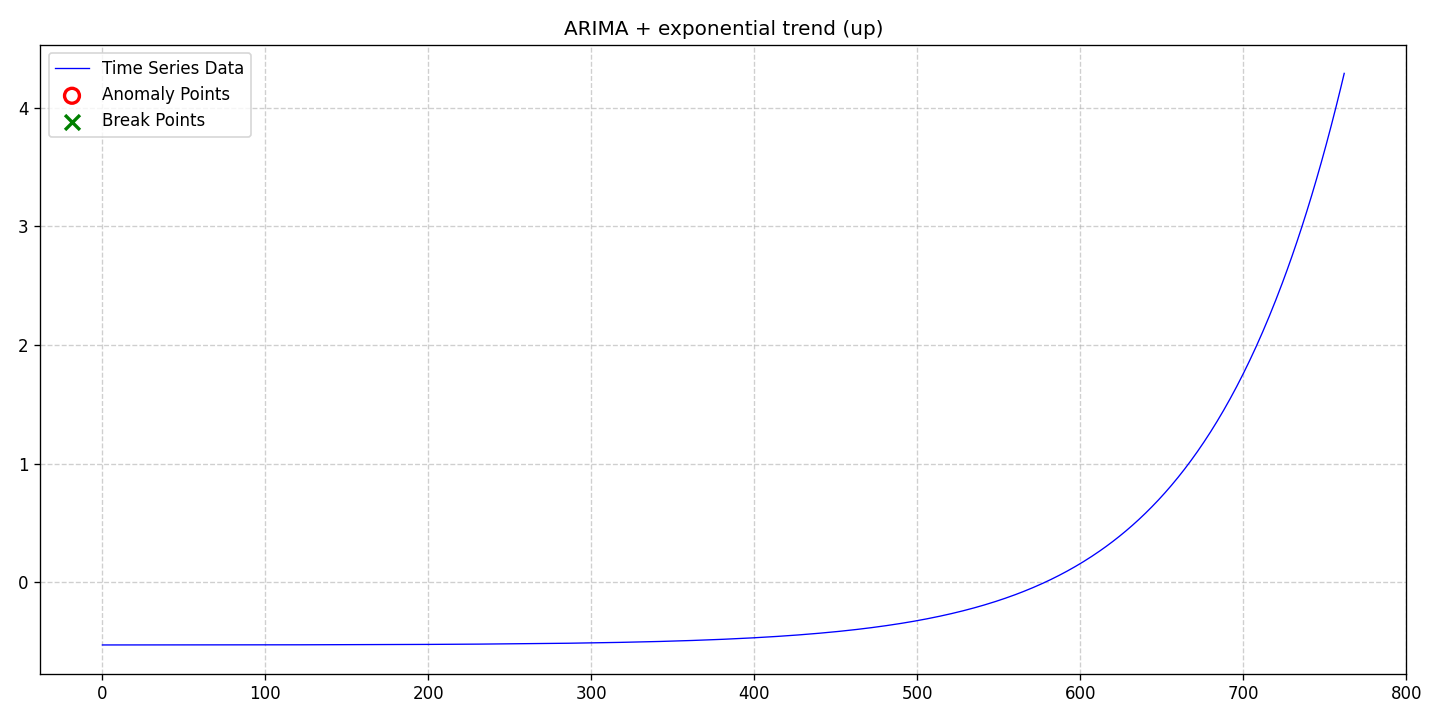 ARIMA + exponential trend (up)
Time Series Data
Anomaly Points
Break Points
4
3
2
1
0
0 100 200 300 400 500 600 700 800